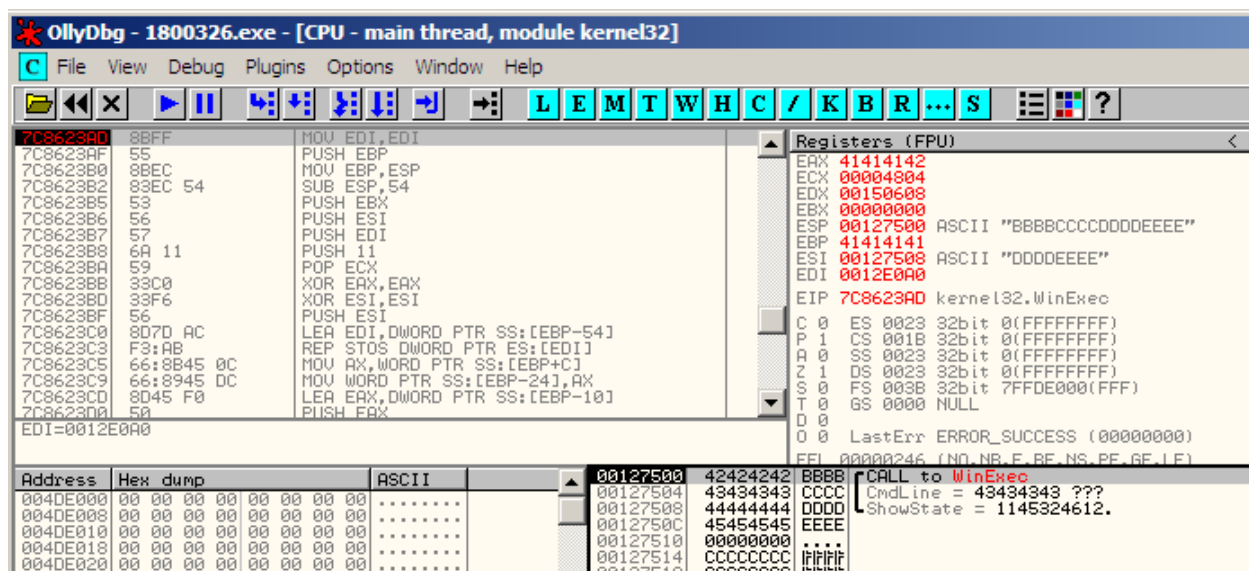 OllyDbg - 1800326.exe - [CPU - main thread, module kernel32]
C File View Debug Plugins Options Window Help
L E M T W H C / K B R ... S ?
7C8623AD 8BFF MOV EDI,EDI
7C8623AF 55 PUSH EBP
7C8623B0 8BEC MOV EBP,ESP
7C8623B2 83EC 54 SUB ESP,54
7C8623B5 53 PUSH EBX
7C8623B6 56 PUSH ESI
7C8623B7 57 PUSH EDI
7C8623B8 6A 11 PUSH 11
7C8623BA 59 POP ECX
7C8623BB 33C0 XOR EAX,EAX
7C8623BD 33F6 XOR ESI,ESI
7C8623BF 56 PUSH ESI
7C8623C0 8D7D AC LEA EDI,DWORD PTR SS:[EBP-54]
7C8623C3 F3:AB REP STOS DWORD PTR ES:[EDI]
7C8623C5 66:8B45 0C MOV AX,WORD PTR SS:[EBP+C]
7C8623C9 66:8945 DC MOV WORD PTR SS:[EBP-24],AX
7C8623CD 8D45 F0 LEA EAX,DWORD PTR SS:[EBP-10]
7C8623D0 50 PUSH EAX
EDI=0012E0A0
Registers (FPU) <
EAX 41414142
ECX 00004804
EDX 00150608
EBX 00000000
ESP 00127500 ASCII "BBBBCCCCDDDDEEEE"
EBP 41414141
ESI 00127508 ASCII "DDDDEEEE"
EDI 0012E0A0
EIP 7C8623AD kernel32.WinExec
C 0 ES 0023 32bit 0(FFFFFFFF)
P 1 CS 001B 32bit 0(FFFFFFFF)
A 0 SS 0023 32bit 0(FFFFFFFF)
Z 1 DS 0023 32bit 0(FFFFFFFF)
S 0 FS 003B 32bit 7FFDE000(FFF)
T 0 GS 0000 NULL
D 0
O 0 LastErr ERROR_SUCCESS (00000000)
EFL 00000246 (NO,NB,E,BE,NS,PE,GE,LE)
Address Hex dump ASCII
004DE000 00 00 00 00 00 00 00 00 ........
004DE008 00 00 00 00 00 00 00 00 ........
004DE010 00 00 00 00 00 00 00 00 ........
004DE018 00 00 00 00 00 00 00 00 ........
004DE020 00 00 00 00 00 00 00 00 ........
00127500 42424242 BBBB CALL to WinExec
00127504 43434343 CCCC CmdLine = 43434343 ???
00127508 44444444 DDDD ShowState = 1145324612.
0012750C 45454545 EEEE
00127510 00000000 ....
00127514 CCCCCCCC ╠╠╠╠